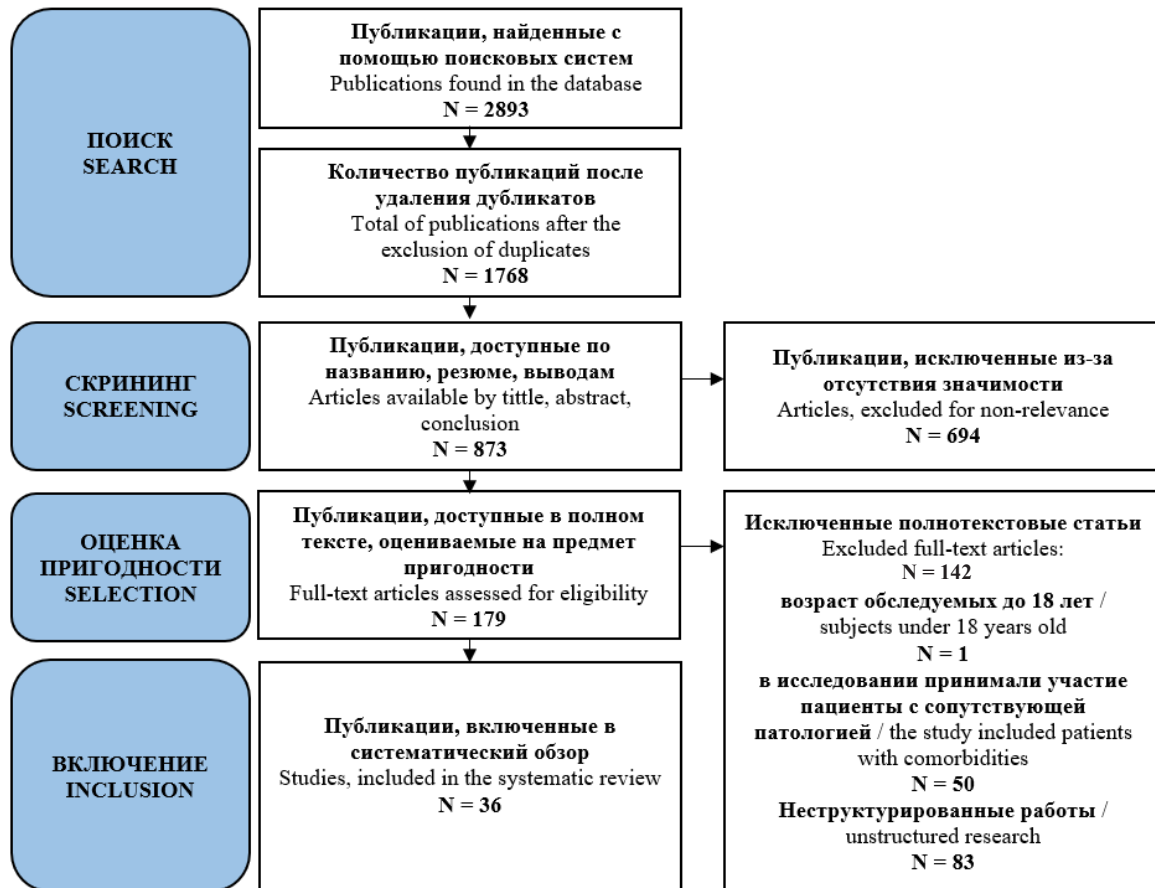 ПОИСК
SEARCH
Публикации, найденные с
помощью поисковых систем
Publications found in the database
N = 2893
Количество публикаций после
удаления дубликатов
Total of publications after the
exclusion of duplicates
N = 1768
СКРИНИНГ
SCREENING
Публикации, доступные по
названию, резюме, выводам
Articles available by tittle, abstract,
conclusion
N = 873
Публикации, исключенные из-за
отсутствия значимости
Articles, excluded for non-relevance
N = 694
ОЦЕНКА
ПРИГОДНОСТИ
SELECTION
Публикации, доступные в полном
тексте, оцениваемые на предмет
пригодности
Full-text articles assessed for eligibility
N = 179
Исключенные полнотекстовые статьи
Excluded full-text articles:
N = 142
возраст обследуемых до 18 лет /
subjects under 18 years old
N = 1
в исследовании принимали участие
пациенты с сопутствующей
патологией / the study included patients
with comorbidities
N = 50
Неструктурированные работы /
unstructured research
N = 83
ВКЛЮЧЕНИЕ
INCLUSION
Публикации, включенные в
систематический обзор
Studies, included in the systematic review
N = 36